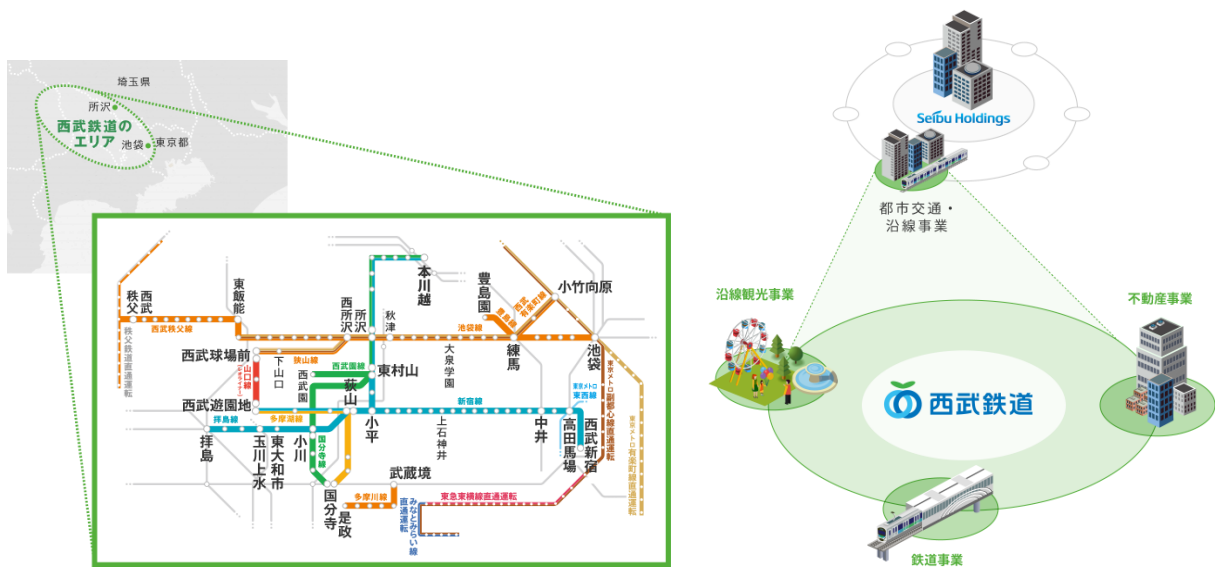 埼玉県
所沢
西武鉄道の
エリア
池袋
東京都
本川越
豊島園
西武
有楽町線
豊島線
小竹向原
西武
秩父
東飯能
西所沢
所沢
秋津
西武秩父線
池袋線
秩父鉄道直通運転
西武球場前
狭山線
下山口
山口線
西武園線
西武園
東村山
大泉学園
練馬
池袋
萩山
東京メトロ
東西線
西武遊園地
多摩湖線
新宿線
拝島線
拝島
玉川上水
東大和市
小川
国分寺線
小平
上石神井
中井
高田馬場
西武新宿
東京メトロ副都心線直通運転
東京メトロ有楽町線直通運転
武蔵境
国分寺
多摩川線
是政
みなとみらい線
直通運転
東急東横線直通運転
Seibu Holdings
都市交通・
沿線事業
沿線観光事業
不動産事業
西武鉄道
鉄道事業